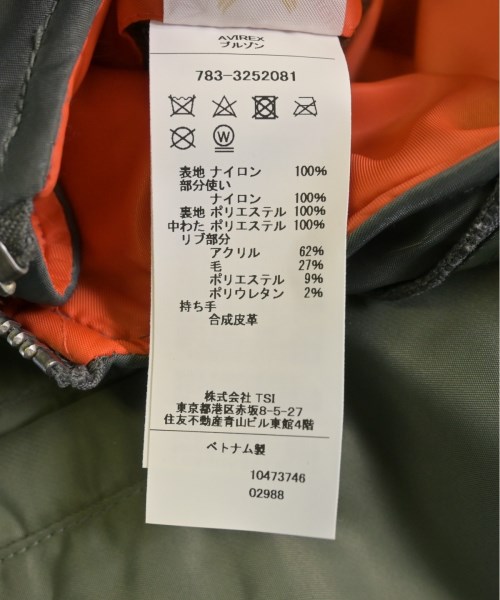 AVIREX
ブルゾン
783-3252081
W
表地 ナイロン 100%
部分使い
ナイロン 100%
裏地 ポリエステル 100%
中わた ポリエステル 100%
リブ部分
アクリル 62%
毛 27%
ポリエステル 9%
ポリウレタン 2%
持ち手
合成皮革
株式会社 TSI
東京都港区赤坂8-5-27
住友不動産青山ビル東館4階
ベトナム製
10473746
02988